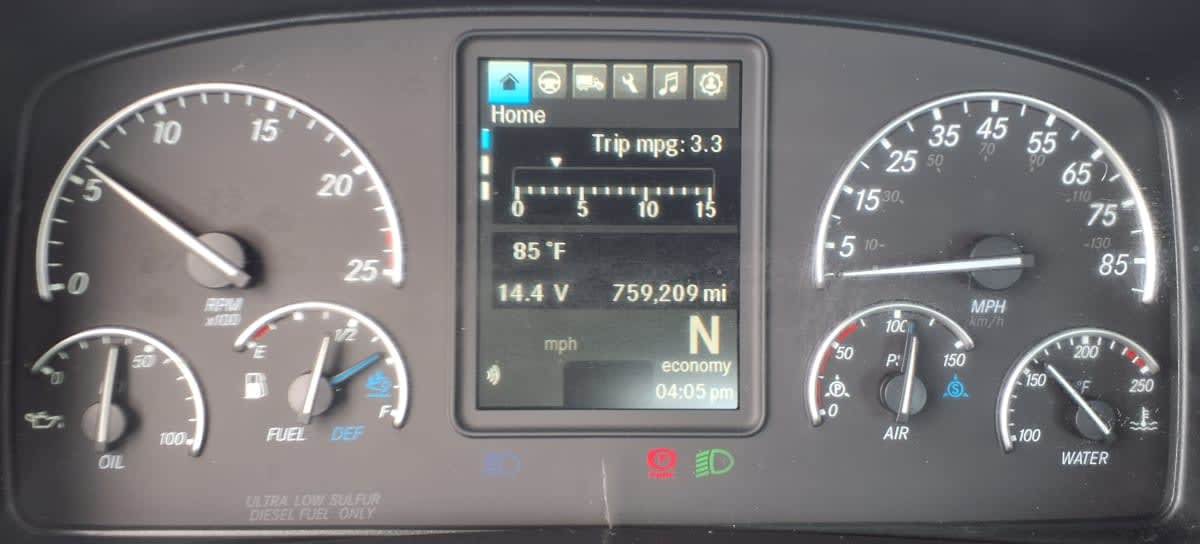 Home
Trip mpg: 3.3
0 5 10 15
85 °F
14.4 V 759,209 mi
N
mph
economy
04:05 pm
0 5 10 15 20 25
RPM
0 50 100
OIL
E 1/2 F
FUEL DEF
ULTRA LOW SULFUR
DIESEL FUEL ONLY
5 15 25 35 45 55 65 75 85
10 30 50 70 90 110 130
MPH
km/h
0 50 100 150
P
S
AIR
100 150 200 250
°F
WATER